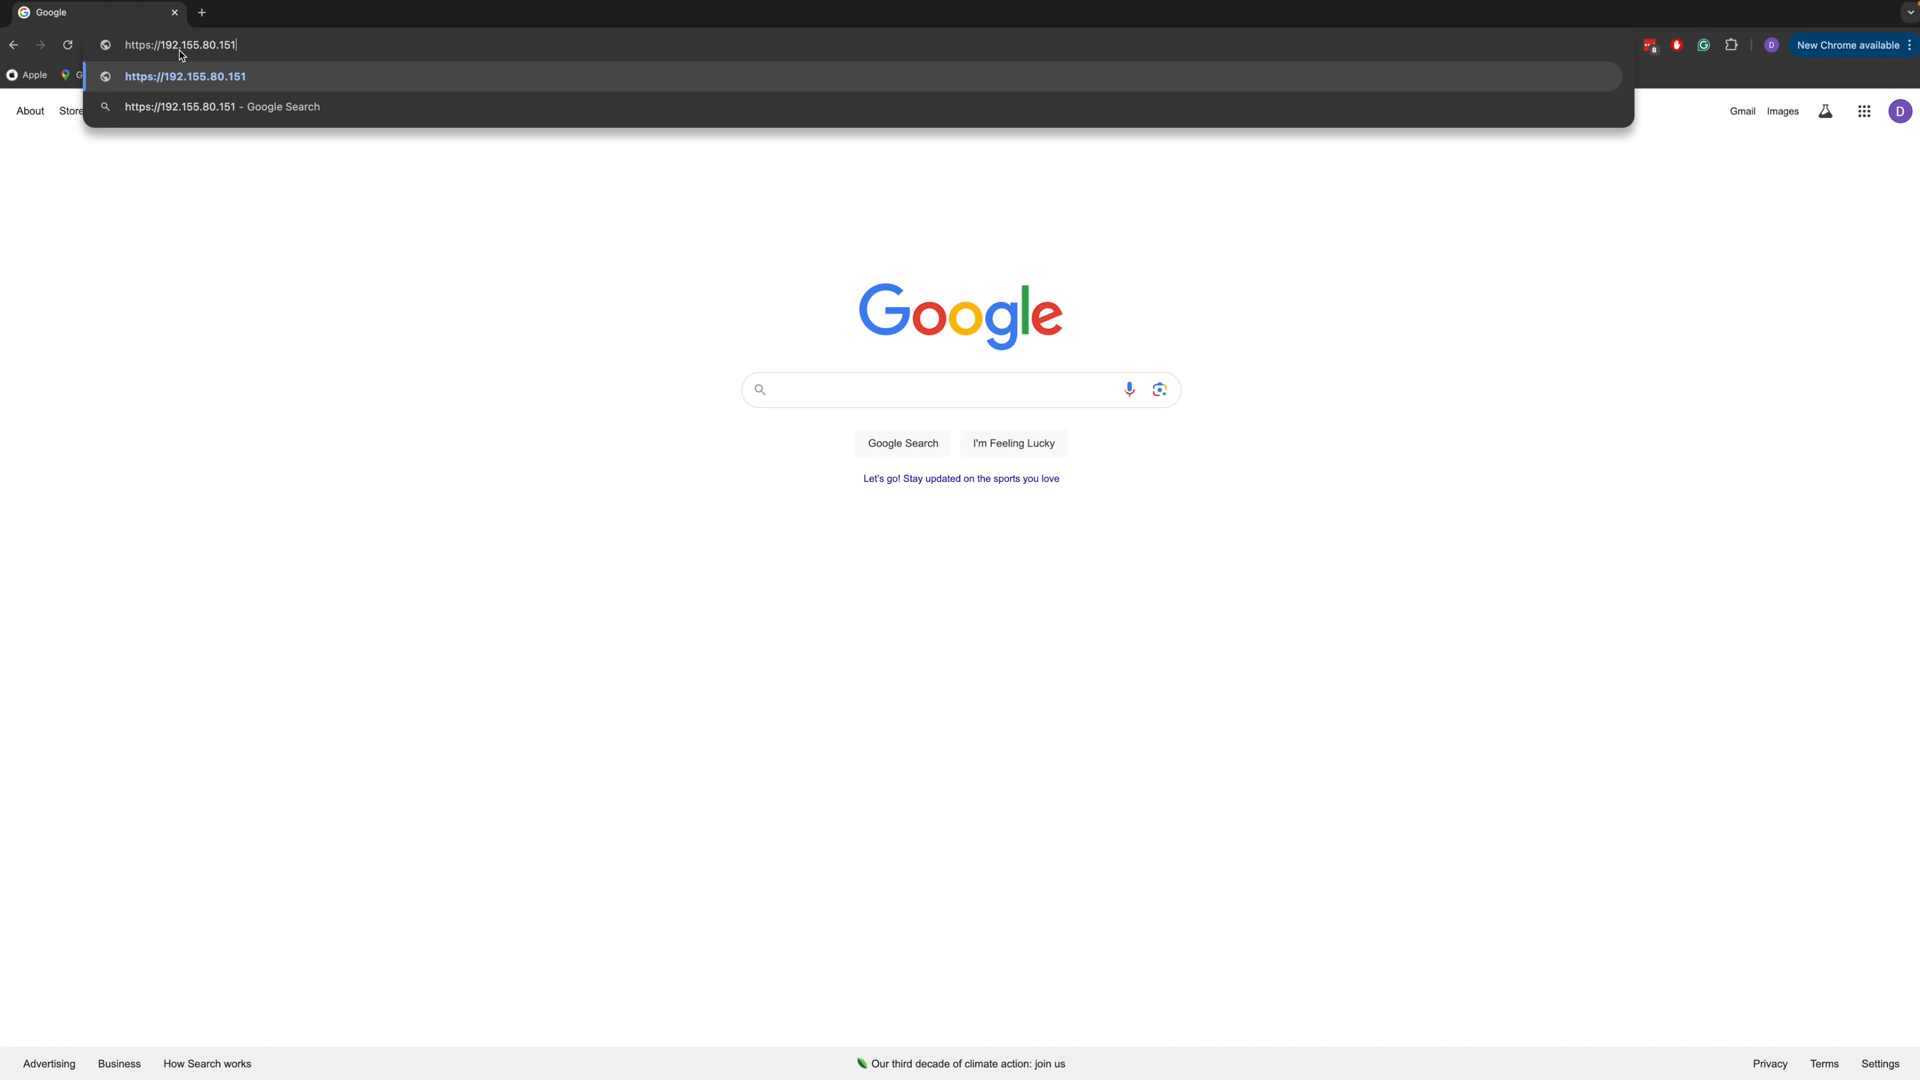 Google
https://192.155.80.151
8
D
New Chrome available
Apple
G
https://192.155.80.151
https://192.155.80.151 - Google Search
About
Store
Gmail
Images
D
Google
Google Search
I'm Feeling Lucky
Let's go! Stay updated on the sports you love
Advertising
Business
How Search works
Our third decade of climate action: join us
Privacy
Terms
Settings